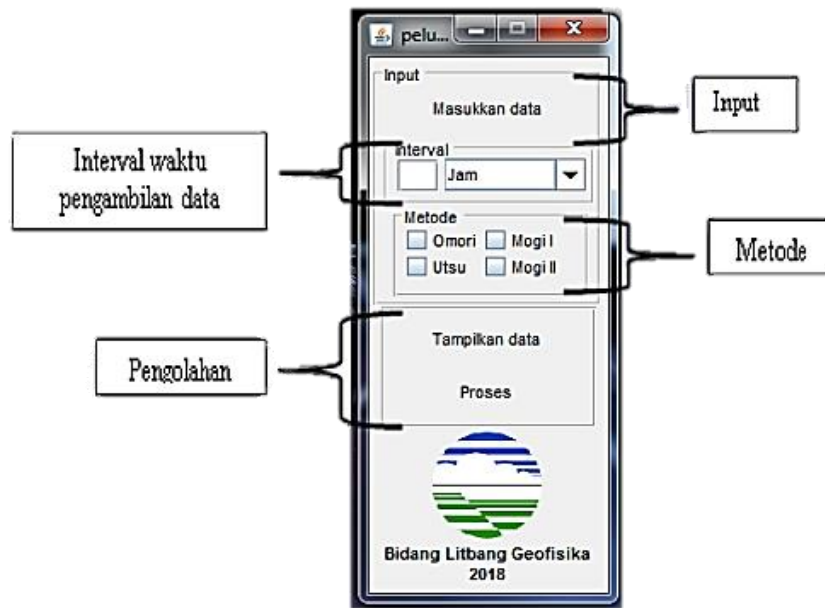 pelu...
Input
Masukkan data
Input
Interval
Jam
Interval waktu
pengambilan data
Metode
Omori Mogi I
Utsu Mogi II
Metode
Tampilkan data
Proses
Pengolahan
Bidang Litbang Geofisika
2018